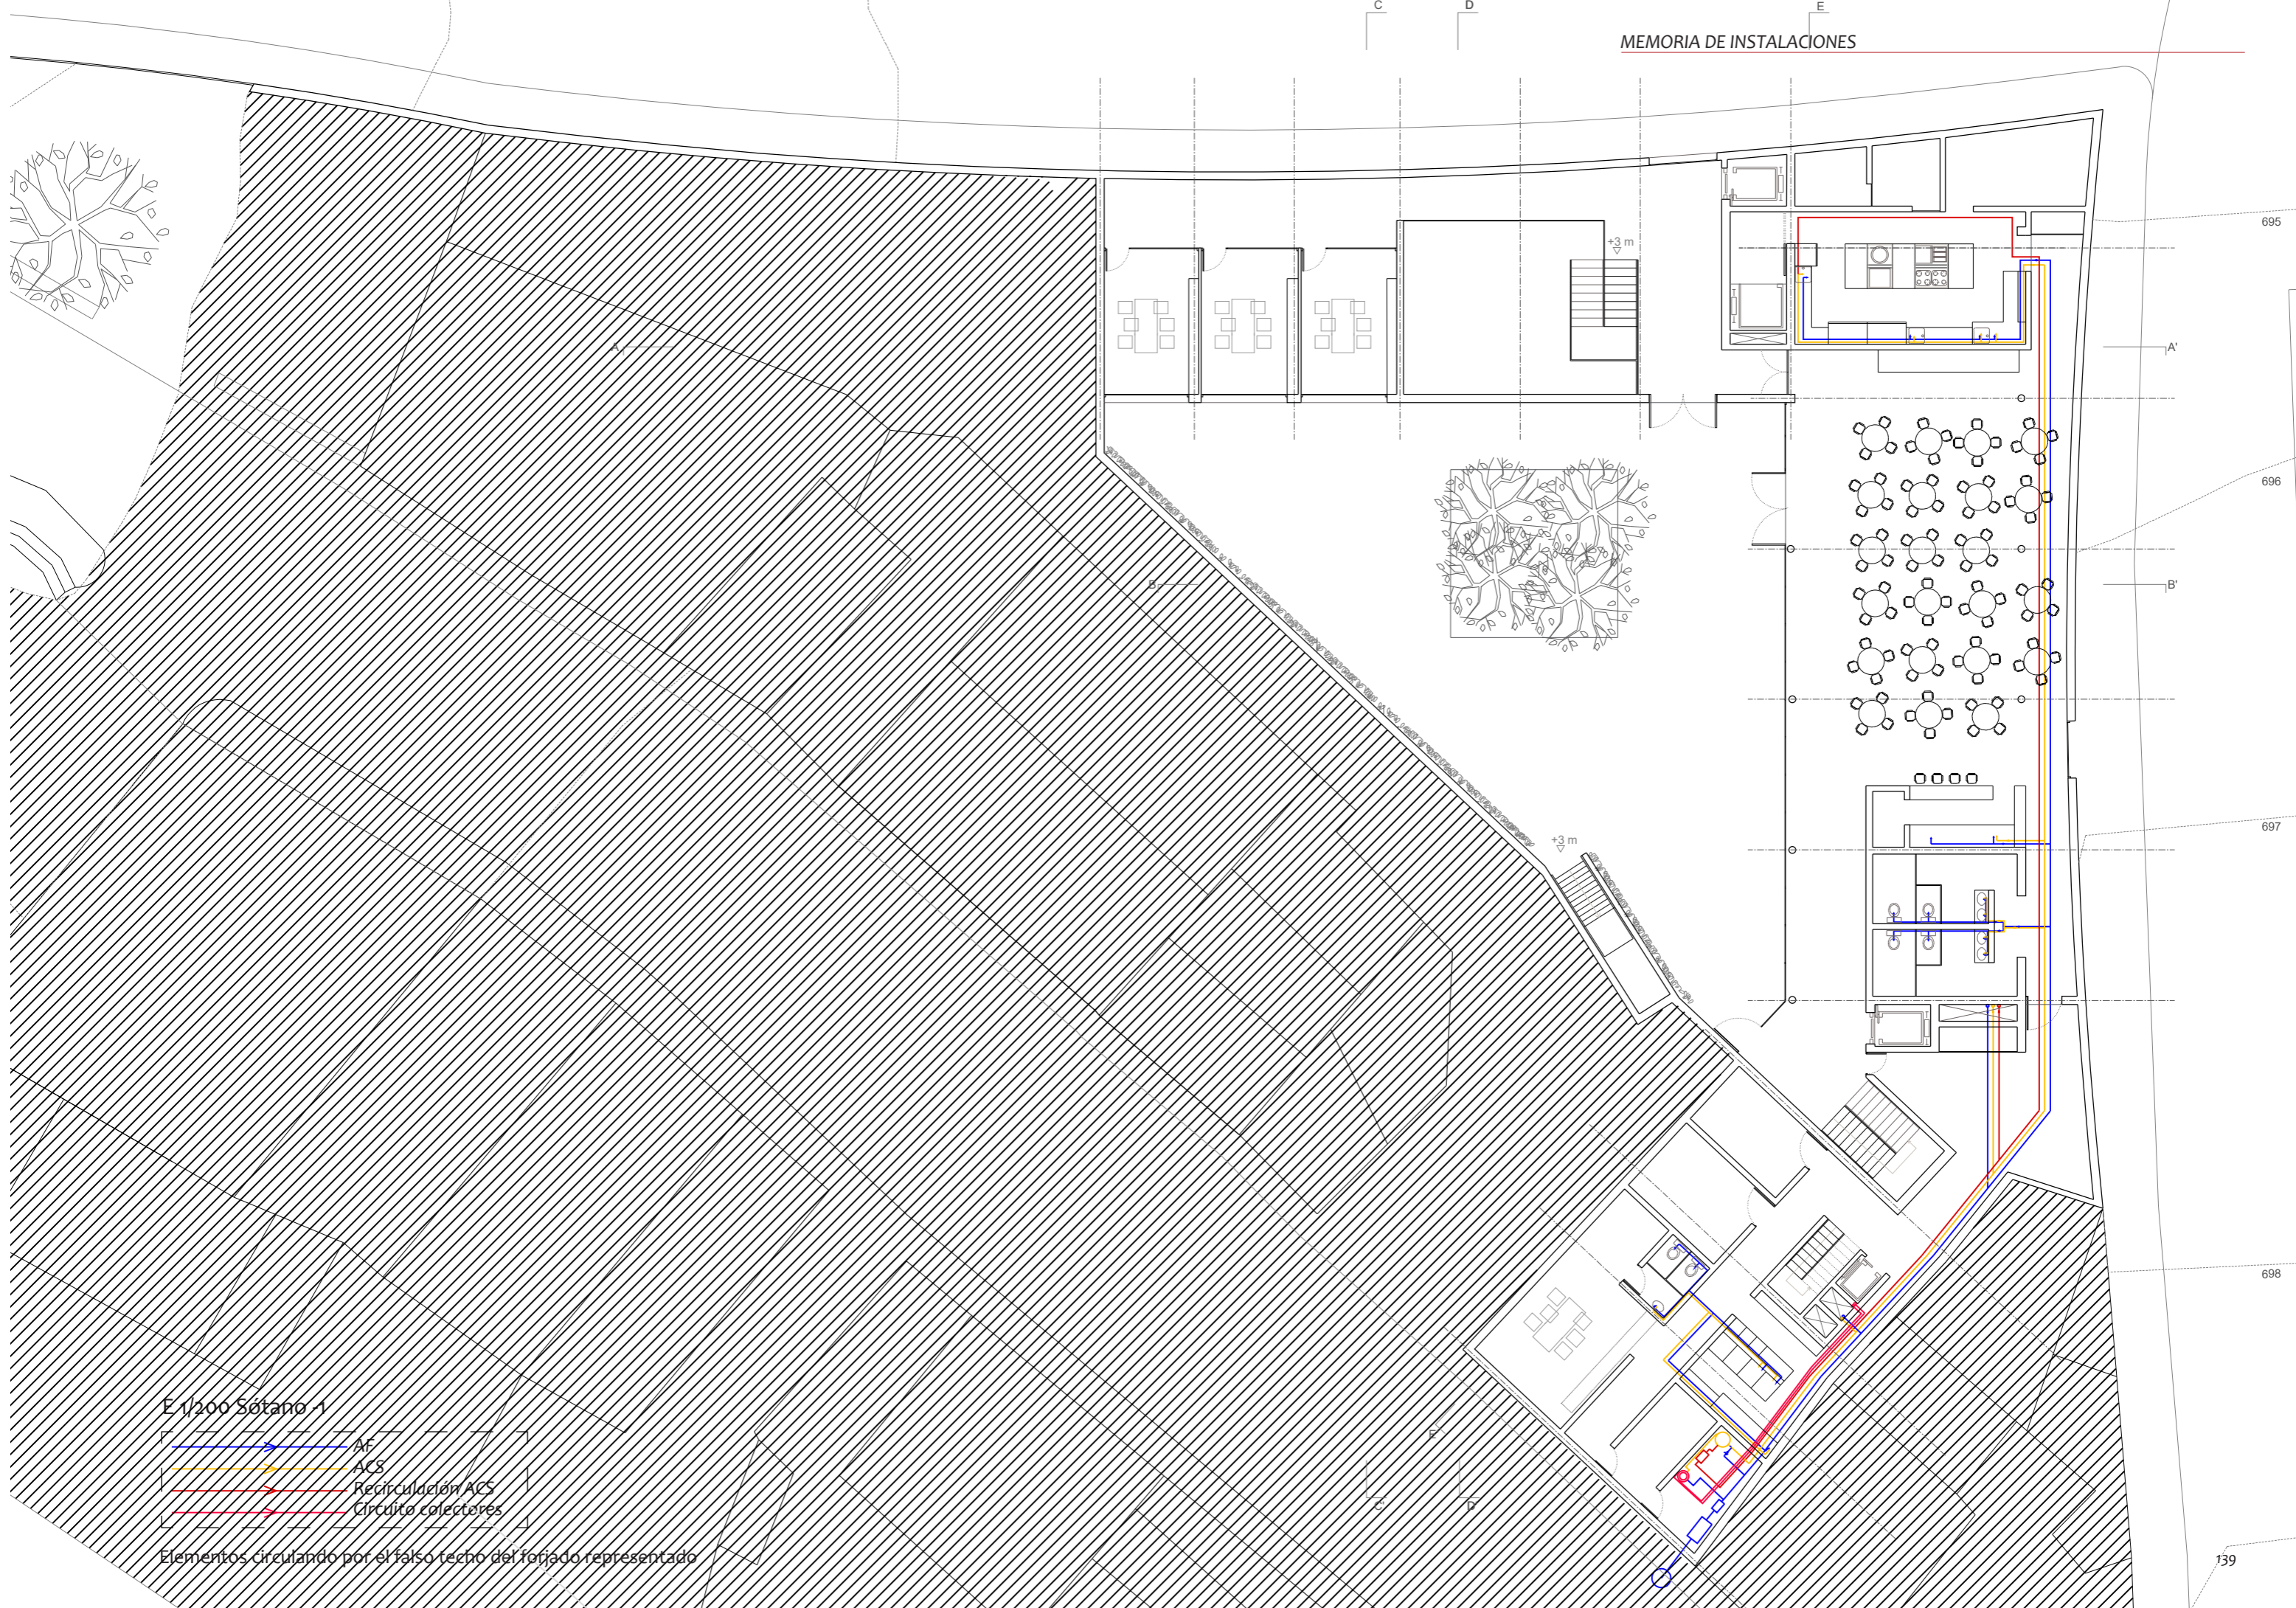 C D E
MEMORIA DE INSTALACIONES
695
+3 m
A A'
696
B B'
697
+3 m
698
E 1/200 Sótano -1
AF
ACS
Recirculación ACS
Circuito colectores
E'
C' D'
Elementos circulando por el falso techo del forjado representado
139